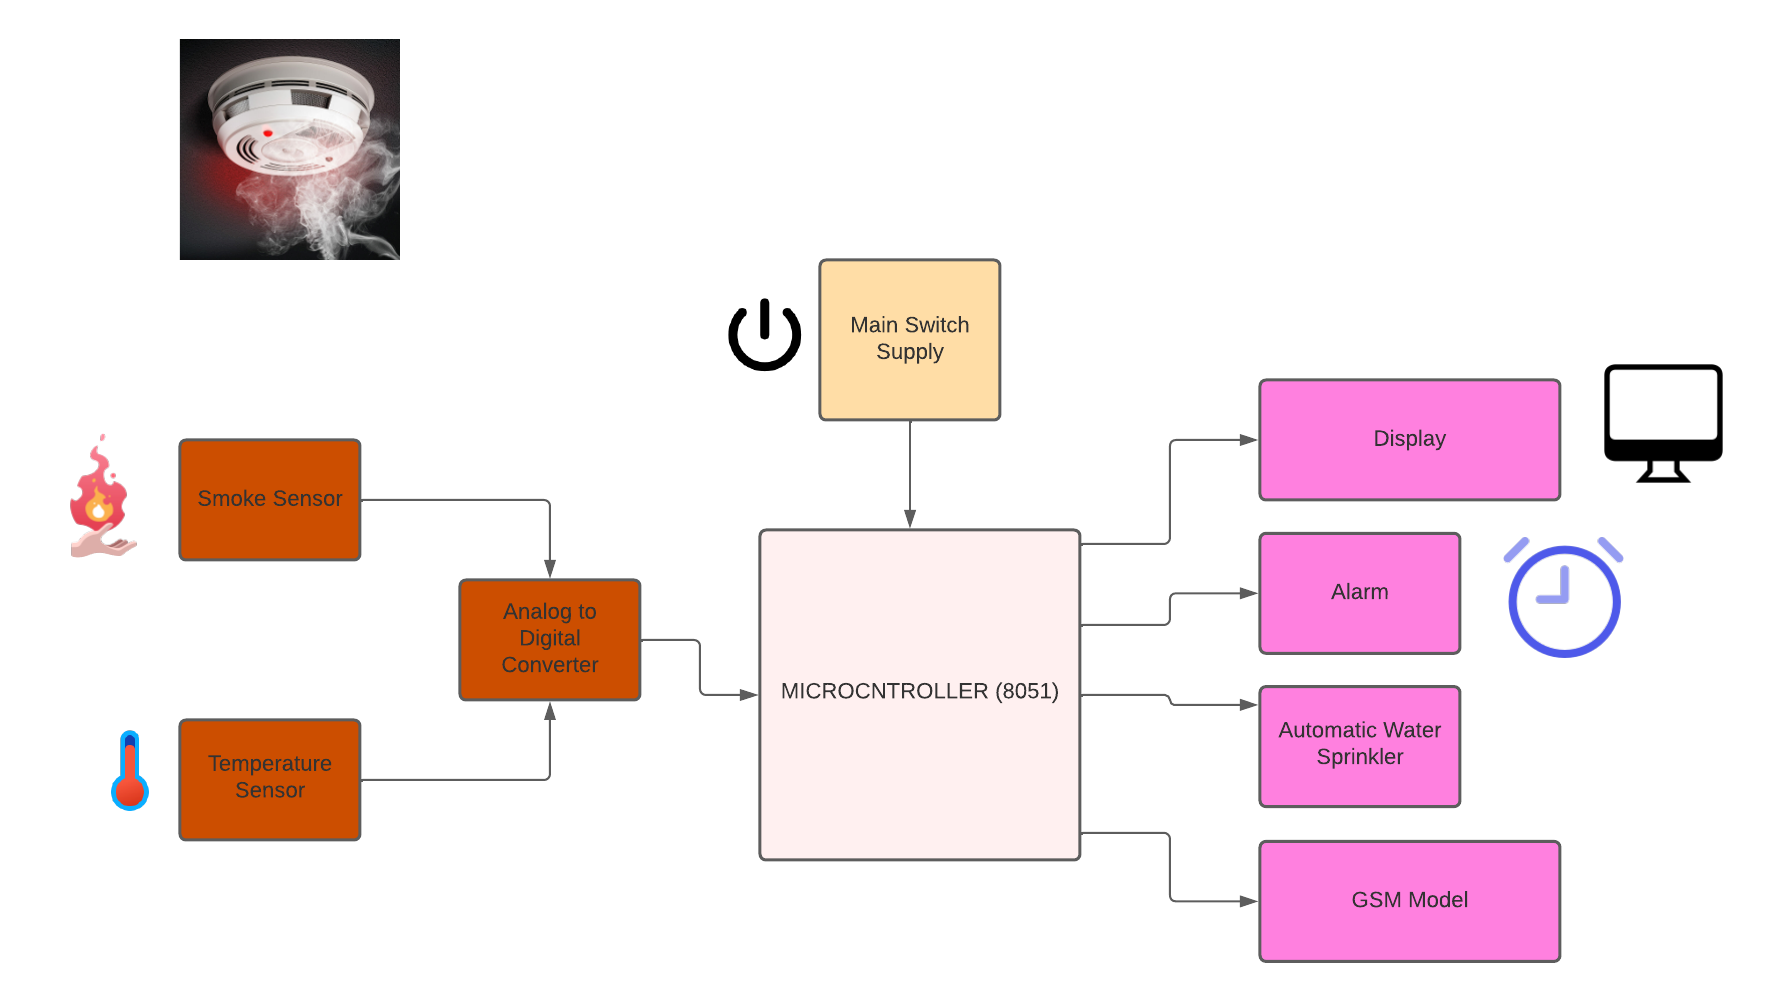 Main Switch
Supply
Display
Smoke Sensor
Alarm
Analog to
Digital
Converter
MICROCNTROLLER (8051)
Automatic Water
Sprinkler
Temperature
Sensor
GSM Model